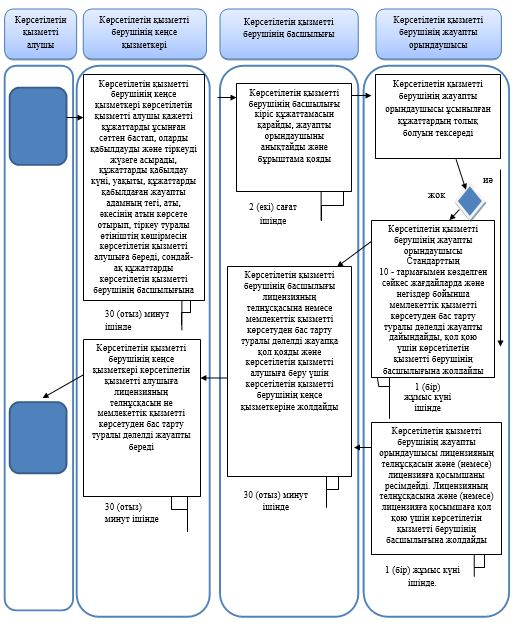 Көрсетілетін
қызметті
алушы
Көрсетілетін қызметті
берушінің кеңсе
қызметкері
Көрсетілетін қызметті
берушінің басшылығы
Көрсетілетін қызметті
берушінің жауапты
орындаушысы
Көрсетілетін қызметті
берушінің кеңсе
қызметкері көрсетілетін
қызметті алушы қажетті
құжаттарды ұсынған
сәттен бастап, оларды
қабылдауды және тіркеуді
жүзеге асырады,
құжаттарды қабылдау
күні, уақыты, құжаттарды
қабылдаған жауапты
адамның тегі, аты,
әкесінің атын көрсете
отырып, тіркеу туралы
өтініштің көшірмесін
көрсетілетін қызметті
алушыға береді, сондай-
ақ құжаттарды
көрсетілетін қызметті
берушінің басшылығына
30 (отыз) минут
ішінде
Көрсетілетін қызметті
берушінің басшылығы
кіріс құжаттамасын
қарайды, жауапты
орындаушыны
анықтайды және
бұрыштама қояды
2 (екі) сағат
ішінде
Көрсетілетін қызметті
берушінің жауапты
орындаушысы ұсынылған
құжаттардың толық
болуын тексереді
иә
жоқ
Көрсетілетін қызметті
берушінің жауапты
орындаушысы
Стандарттың
10 - тармағымен көзделген
сәйкес жағдайларда және
негіздер бойынша
мемлекеттік қызметті
көрсетуден бас тарту
туралы дәлелді жауапты
дайындайды, қол қою
үшін көрсетілетін
қызметті берушінің
басшылығына жолдайды
1 (бір)
жұмыс күні
ішінде
Көрсетілетін қызметті
берушінің басшылығы
лицензияның
телнұсқасына немесе
мемлекеттік қызметті
көрсетуден бас тарту
туралы дәлелді жауапқа
қол қояды және
көрсетілетін қызметті
алушыға беру үшін
көрсетілетін қызметті
берушінің кеңсе
қызметкеріне жолдайды
30 (отыз) минут
ішінде
Көрсетілетін қызметті
берушінің кеңсе
қызметкері көрсетілетін
қызметті алушыға
лицензияның
телнұсқасын не
мемлекеттік қызметті
көрсетуден бас тарту
туралы дәлелді жауапты
береді
30 (отыз)
минут ішінде
Көрсетілетін қызметті
берушінің жауапты
орындаушысы лицензияның
телнұсқасын және (немесе)
лицензияға қосымшаны
ресімдейді. Лицензияның
телнұсқасына және (немесе)
лицензияға қосымшаға қол
қою үшін көрсетілетін
қызметті берушінің
басшылығына жолдайды
1 (бір) жұмыс күні
ішінде.